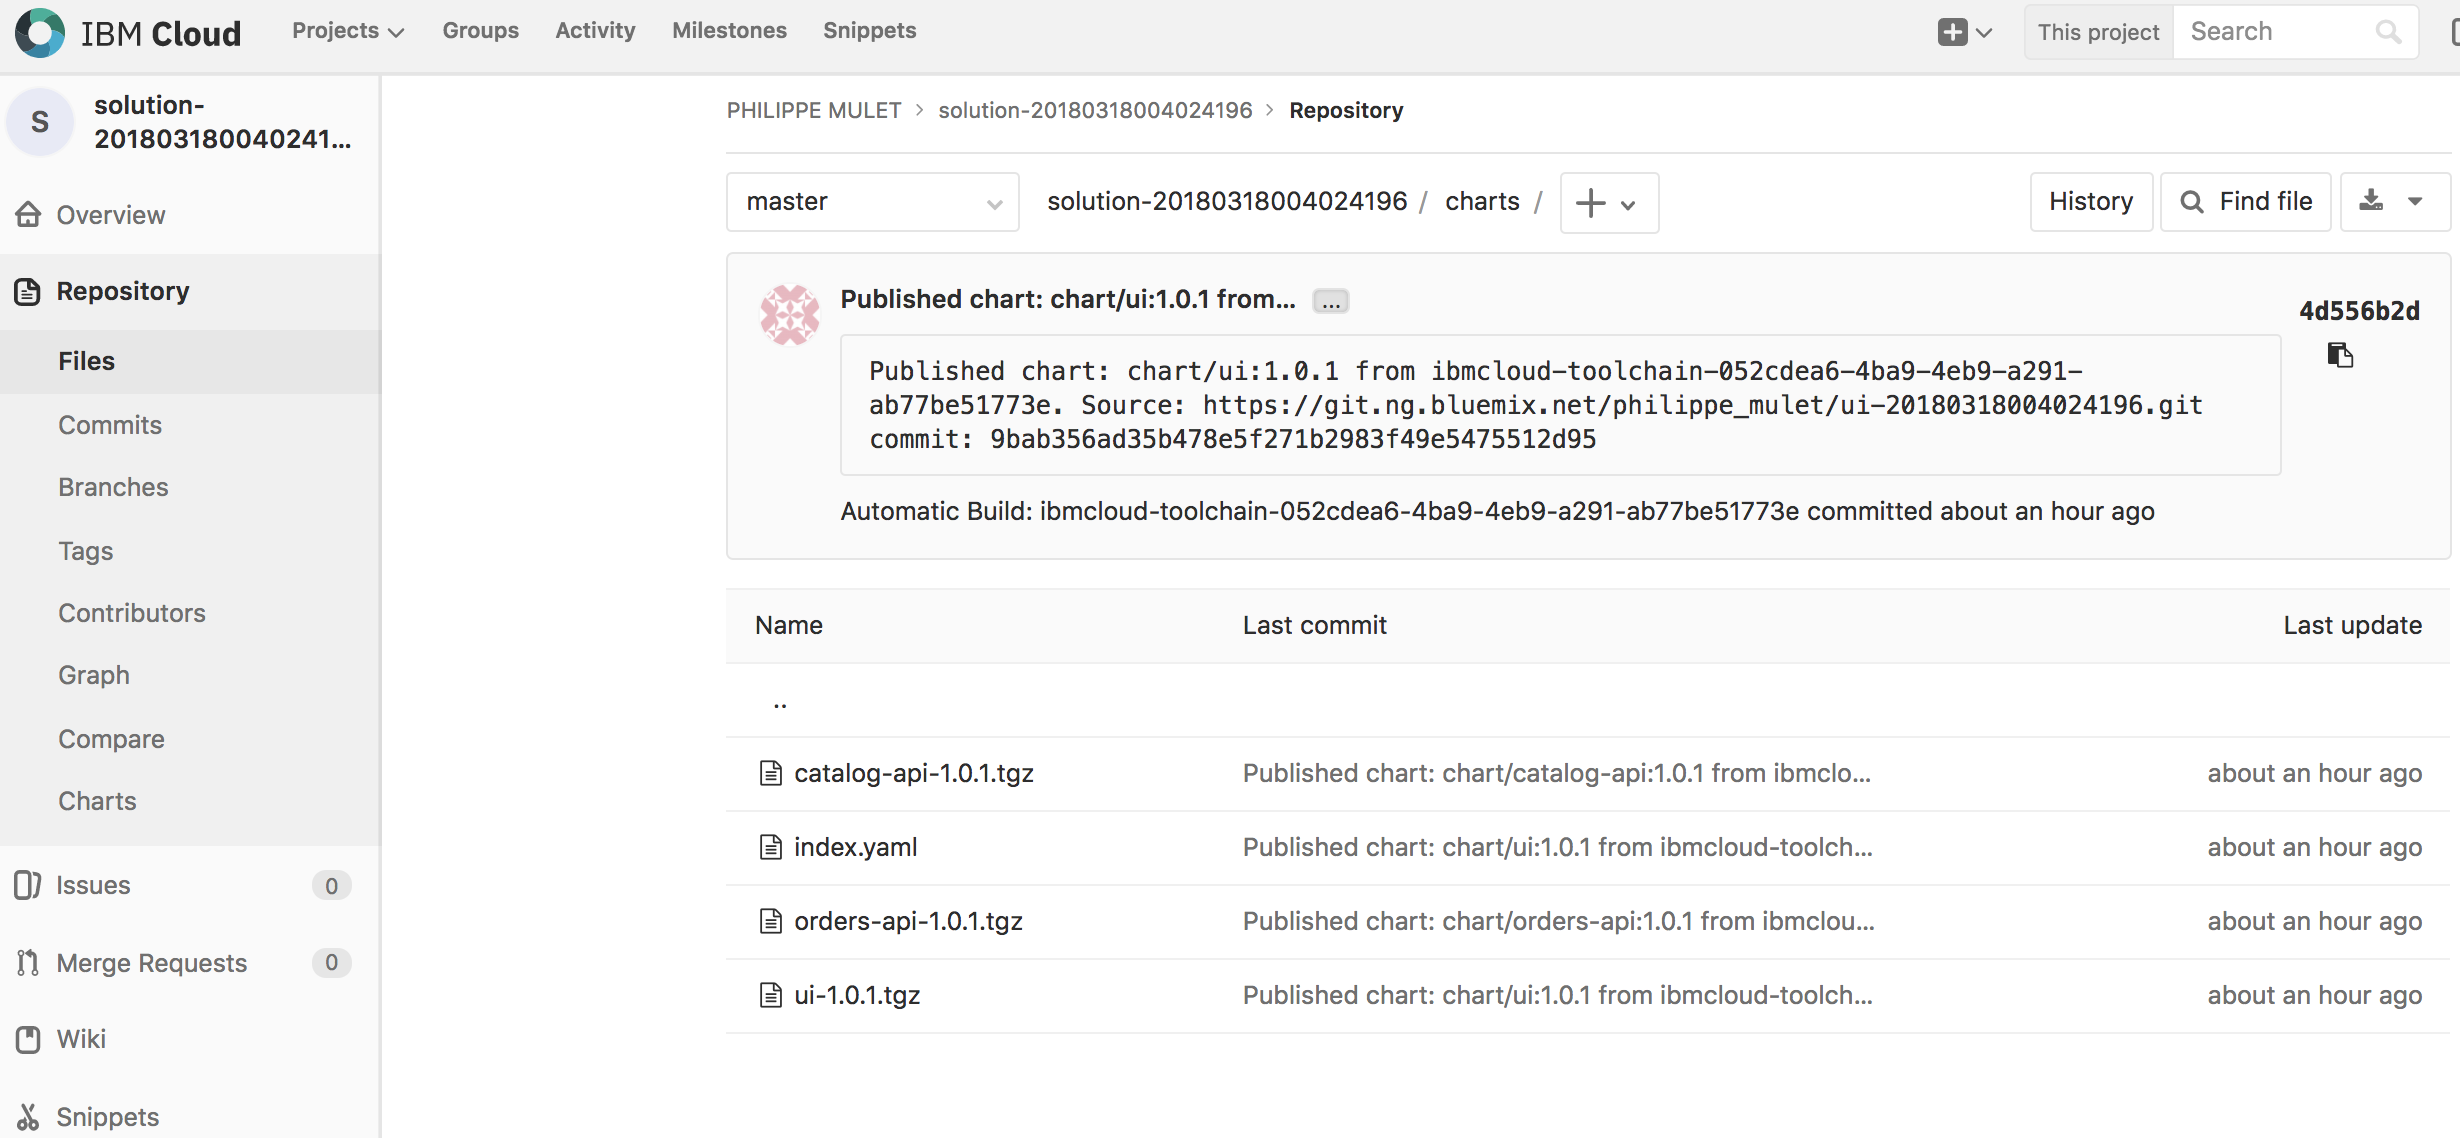 IBM Cloud
Projects
Groups
Activity
Milestones
Snippets
This project
Search
S
solution-
201803180040241...
Overview
Repository
Files
Commits
Branches
Tags
Contributors
Graph
Compare
Charts
Issues 0
Merge Requests 0
Wiki
Snippets
PHILIPPE MULET > solution-20180318004024196 > Repository
master
solution-20180318004024196 / charts /
History
Find file
Published chart: chart/ui:1.0.1 from... ...
4d556b2d
Published chart: chart/ui:1.0.1 from ibmcloud-toolchain-052cdea6-4ba9-4eb9-a291-
ab77be51773e. Source: https://git.ng.bluemix.net/philippe_mulet/ui-20180318004024196.git
commit: 9bab356ad35b478e5f271b2983f49e5475512d95
Automatic Build: ibmcloud-toolchain-052cdea6-4ba9-4eb9-a291-ab77be51773e committed about an hour ago
Name Last commit Last update
..
catalog-api-1.0.1.tgz Published chart: chart/catalog-api:1.0.1 from ibmclo... about an hour ago
index.yaml Published chart: chart/ui:1.0.1 from ibmcloud-toolch... about an hour ago
orders-api-1.0.1.tgz Published chart: chart/orders-api:1.0.1 from ibmclou... about an hour ago
ui-1.0.1.tgz Published chart: chart/ui:1.0.1 from ibmcloud-toolch... about an hour ago